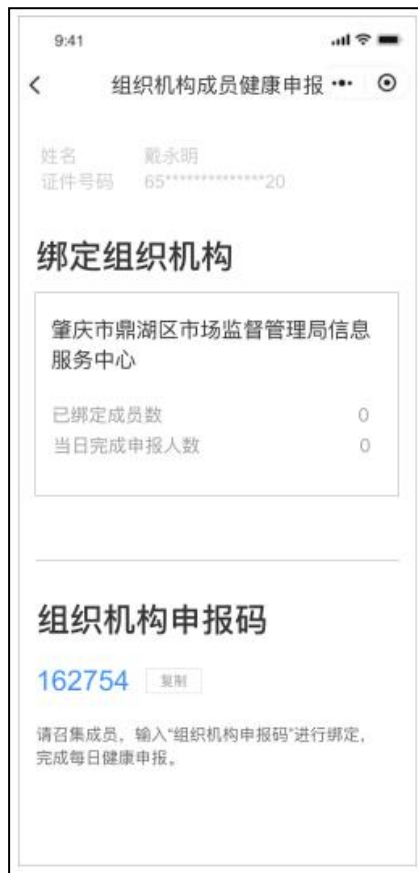 9:41
组织机构成员健康申报
姓名 戴永明
证件号码 65**************20
绑定组织机构
肇庆市鼎湖区市场监督管理局信息
服务中心
已绑定成员数 0
当日完成申报人数 0
组织机构申报码
162754 复制
请召集成员，输入“组织机构申报码”进行绑定，
完成每日健康申报。